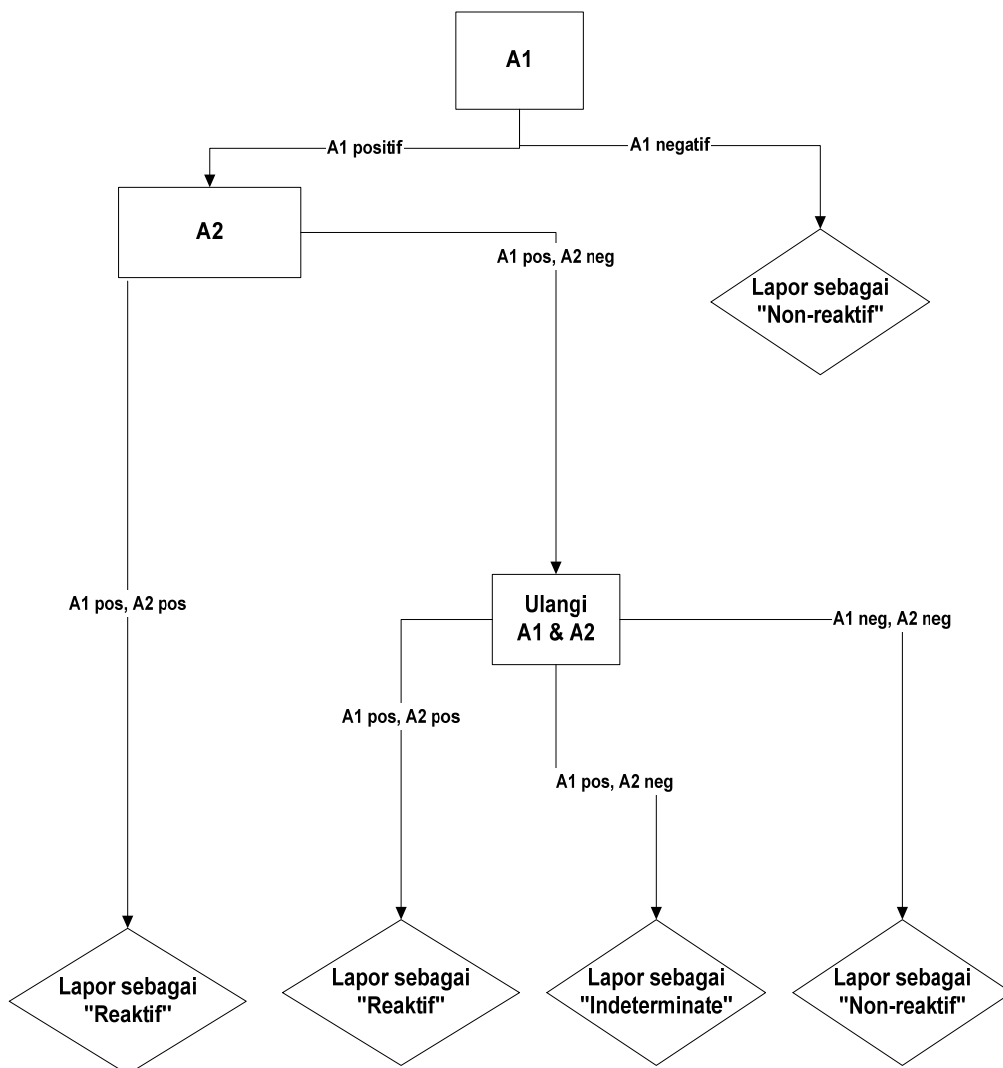 A1
A1 positif
A1 negatif
A2
A1 pos, A2 neg
Lapor sebagai
"Non-reaktif"
A1 pos, A2 pos
Ulangi
A1 & A2
A1 neg, A2 neg
A1 pos, A2 pos
A1 pos, A2 neg
Lapor sebagai
"Reaktif"
Lapor sebagai
"Reaktif"
Lapor sebagai
"Indeterminate"
Lapor sebagai
"Non-reaktif"